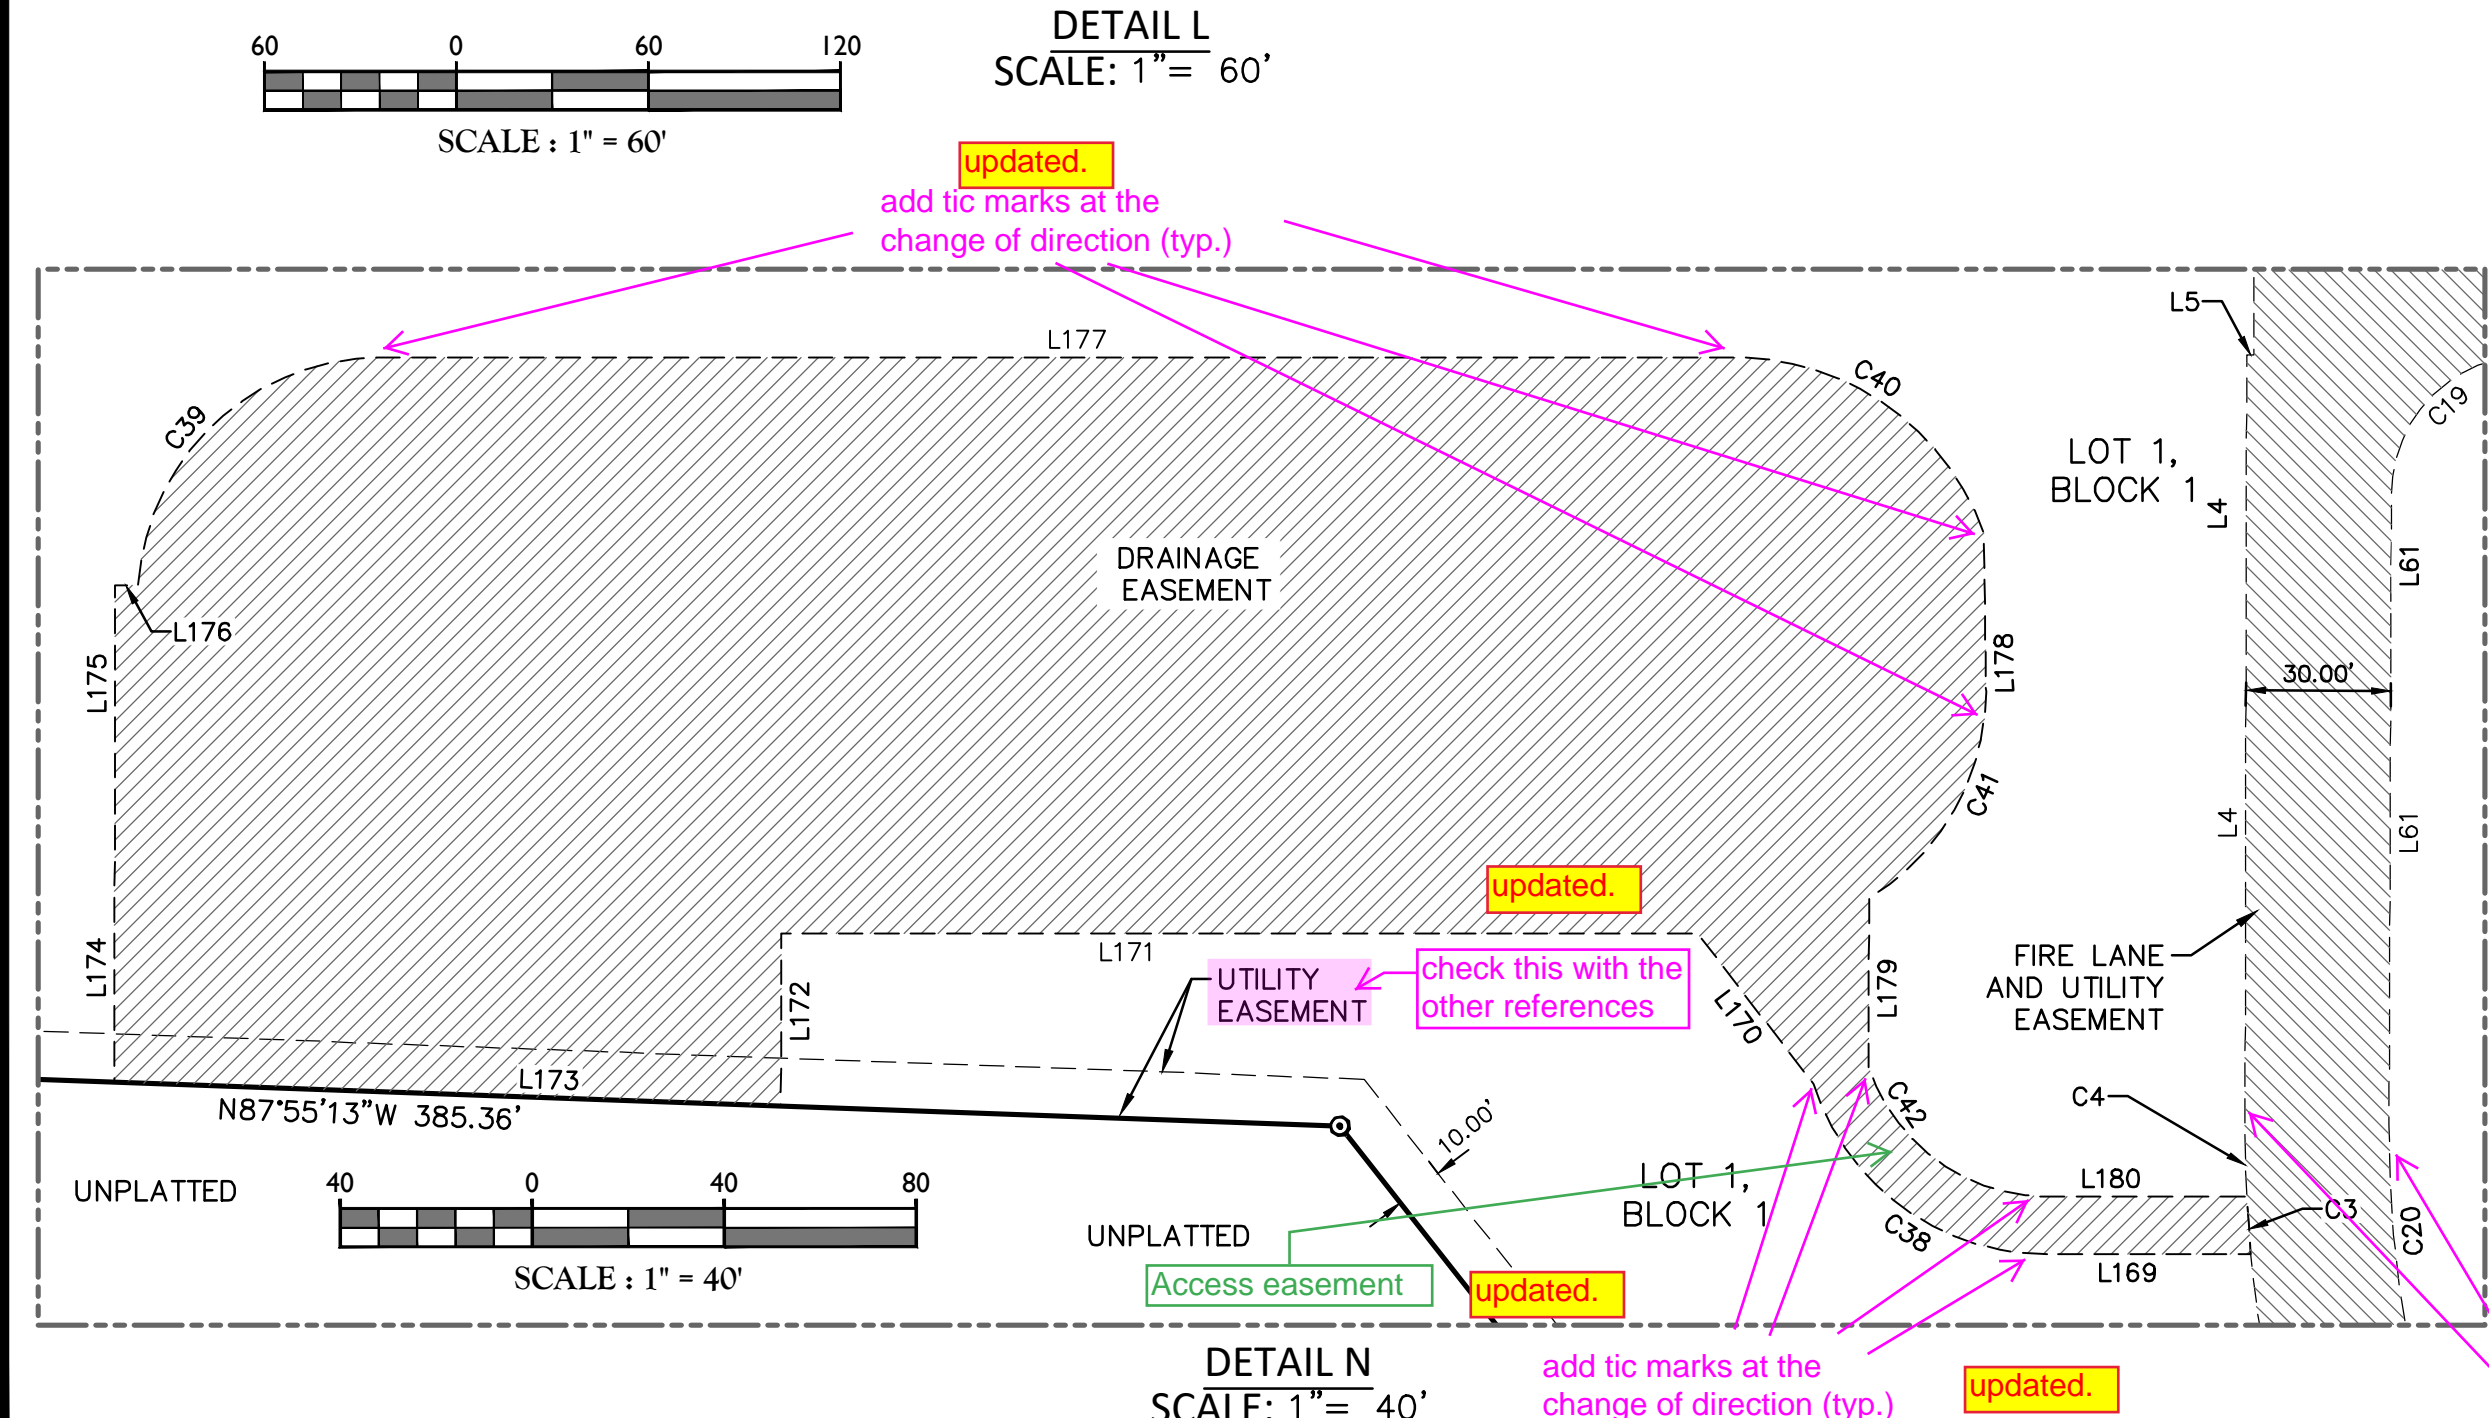 DETAIL L
SCALE: 1”= 60’
60 0 60 120
SCALE : 1" = 60'
updated.
add tic marks at the
change of direction (typ.)
L5
L177
C40
C39
C19
LOT 1,
BLOCK 1
L4
L61
DRAINAGE
EASEMENT
L176
L175
L178
30.00’
C41
L4
L61
updated.
L171
L174
L172
UTILITY
EASEMENT
check this with the
other references
L170
L179
FIRE LANE
AND UTILITY
EASEMENT
L173
N87°55’13”W 385.36’
C42
C4
10.00’
UNPLATTED
40 0 40 80
SCALE : 1" = 40'
LOT 1,
BLOCK 1
L180
C3
C20
UNPLATTED
C38
Access easement
updated.
L169
DETAIL N
SCALE: 1”= 40’
add tic marks at the
change of direction (typ.)
updated.